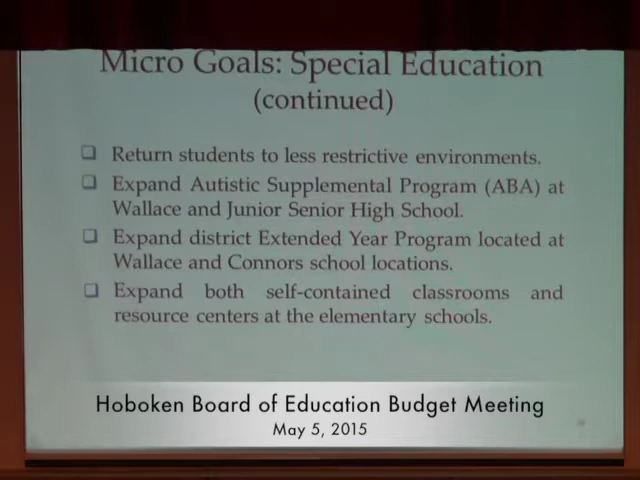 Micro Goals: Special Education
(continued)
❑ Return students to less restrictive environments.
❑ Expand Autistic Supplemental Program (ABA) at
Wallace and Junior Senior High School.
❑ Expand district Extended Year Program located at
Wallace and Connors school locations.
❑ Expand both self-contained classrooms and
resource centers at the elementary schools.
Hoboken Board of Education Budget Meeting
May 5, 2015